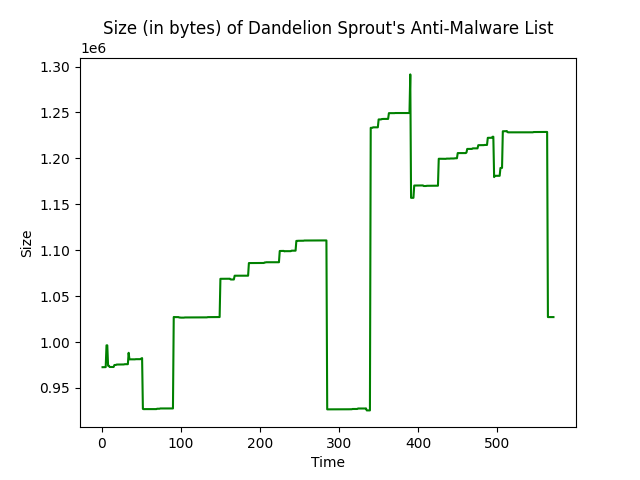 Size (in bytes) of Dandelion Sprout's Anti-Malware List
1e6
1.30
1.25
1.20
1.15
1.10
1.05
1.00
0.95
Size
0 100 200 300 400 500
Time